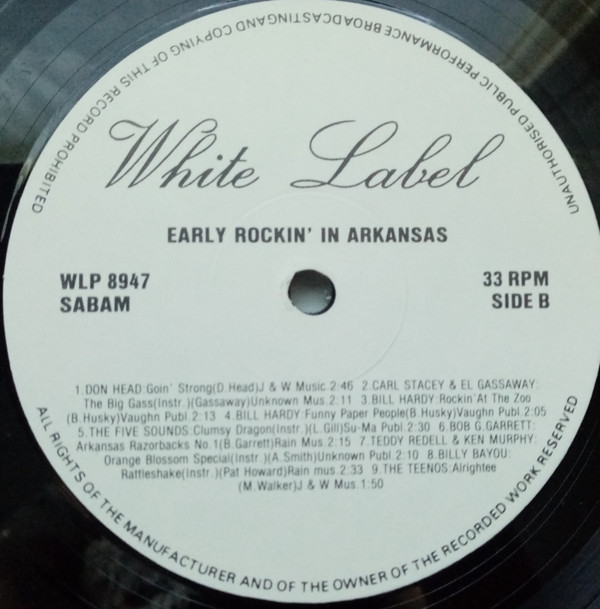 UNAUTHORISED PUBLIC PERFORMANCE BROADCASTING AND COPYING OF THIS RECORD PROHIBITED
White Label
EARLY ROCKIN' IN ARKANSAS
WLP 8947
SABAM
33 RPM
SIDE B
1.DON HEAD:Goin' Strong(D.Head)J & W Music.2:46 2.CARL STACEY & EL GASSAWAY:
The Big Gass(Instr.)(Gassaway)Unknown Mus.2:11 3.BILL HARDY:Rockin'At The Zoo
(B.Husky)Vaughn Publ.2:13 4.BILL HARDY:Funny Paper People(B.Husky)Vaughn Publ.2:05
5.THE FIVE SOUNDS:Clumsy Dragon(Instr.)(L.Gill)Su-Ma Publ.2:30 6.BOB G.GARRETT:
Arkansas Razorbacks No.1(B.Garrett)Rain Mus.2:15 7.TEDDY REDELL & KEN MURPHY:
Orange Blossom Special(Instr.)(A.Smith)Unknown Publ.2:10 8.BILLY BAYOU:
Rattleshake(Instr.)(Pat Howard)Rain mus.2:33 9.THE TEENOS:Alrightee
(M.Walker)J & W Mus.1:50
ALL RIGHTS OF THE MANUFACTURER AND OF THE OWNER OF THE RECORDED WORK RESERVED